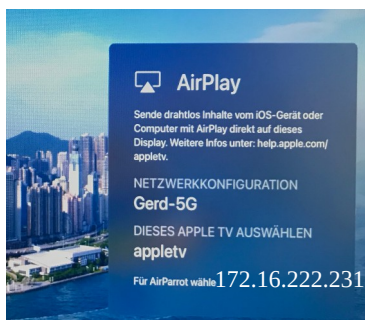 AirPlay
Sende drahtlos Inhalte vom iOS-Gerät oder
Computer mit AirPlay direkt auf dieses
Display. Weitere Infos unter: help.apple.com/
appletv.
NETZWERKKONFIGURATION
Gerd-5G
DIESES APPLE TV AUSWÄHLEN
appletv
Für AirParrot wähle 172.16.222.231